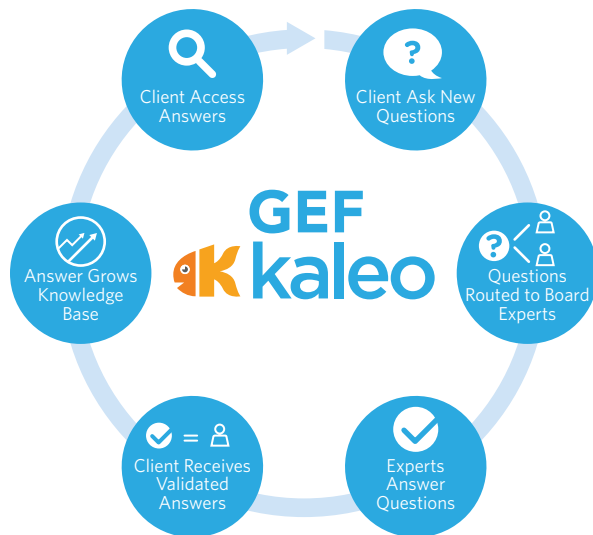 Client Access
Answers
?
Client Ask New
Questions
GEF
kaleo
Answer Grows
Knowledge
Base
?
Questions
Routed to Board
Experts
=
Client Receives
Validated
Answers
Experts
Answer
Questions